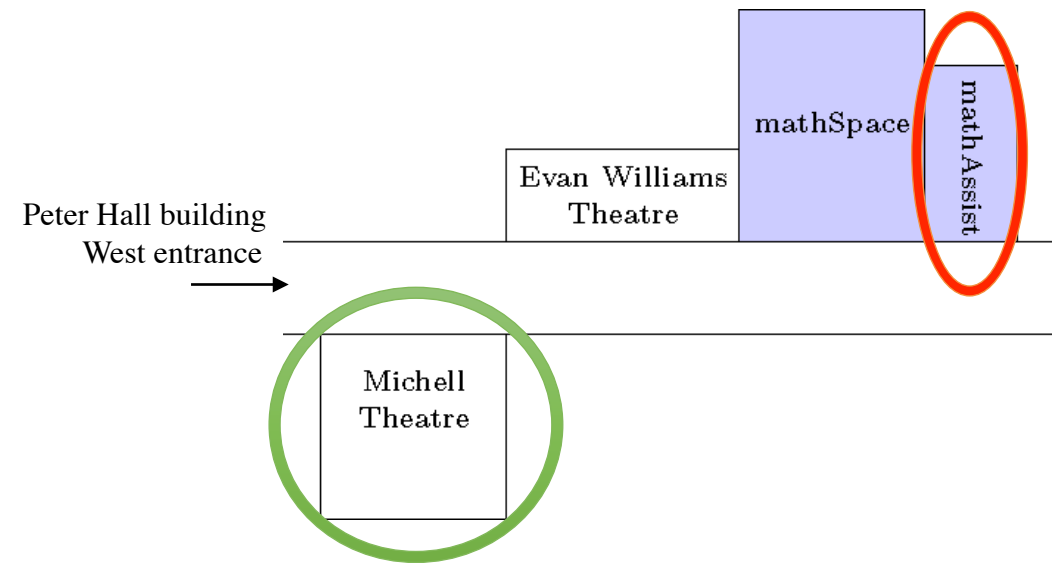 Peter Hall building
West entrance
Evan Williams
Theatre
mathSpace
mathAssist
Michell
Theatre